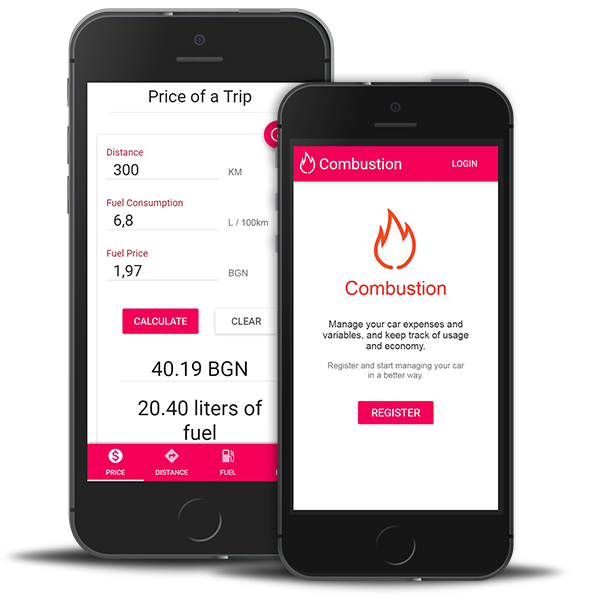 Price of a Trip
Distance
300 KM
Fuel Consumption
6,8 L / 100km
Fuel Price
1,97 BGN
CALCULATE CLEAR
40.19 BGN
20.40 liters of
fuel
PRICE DISTANCE FUEL
Combustion LOGIN
Combustion
Manage your car expenses and
variables, and keep track of usage
and economy.
Register and start managing your car
in a better way.
REGISTER